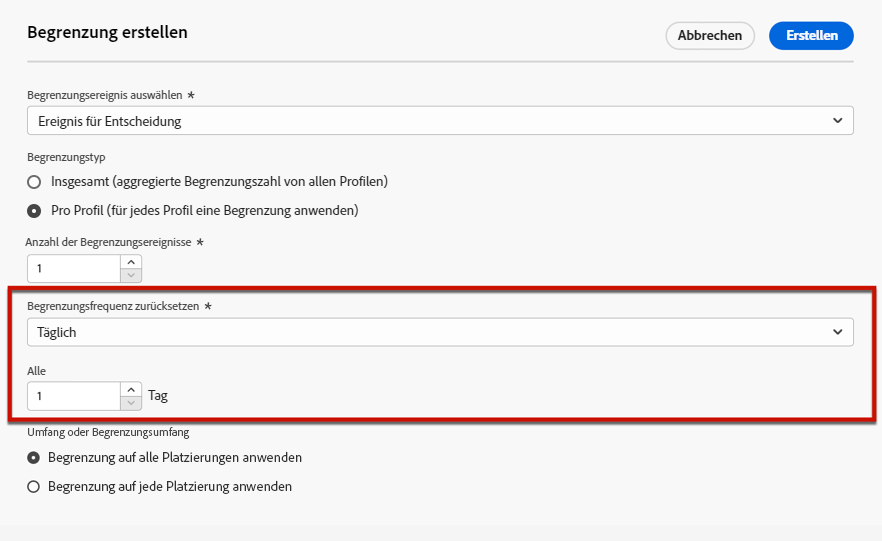 Begrenzung erstellen
Abbrechen
Erstellen
Begrenzungsereignis auswählen *
Ereignis für Entscheidung
Begrenzungstyp
Insgesamt (aggregierte Begrenzungszahl von allen Profilen)
Pro Profil (für jedes Profil eine Begrenzung anwenden)
Anzahl der Begrenzungsereignisse *
1
Begrenzungsfrequenz zurücksetzen *
Täglich
Alle
1 Tag
Umfang oder Begrenzungsumfang
Begrenzung auf alle Platzierungen anwenden
Begrenzung auf jede Platzierung anwenden